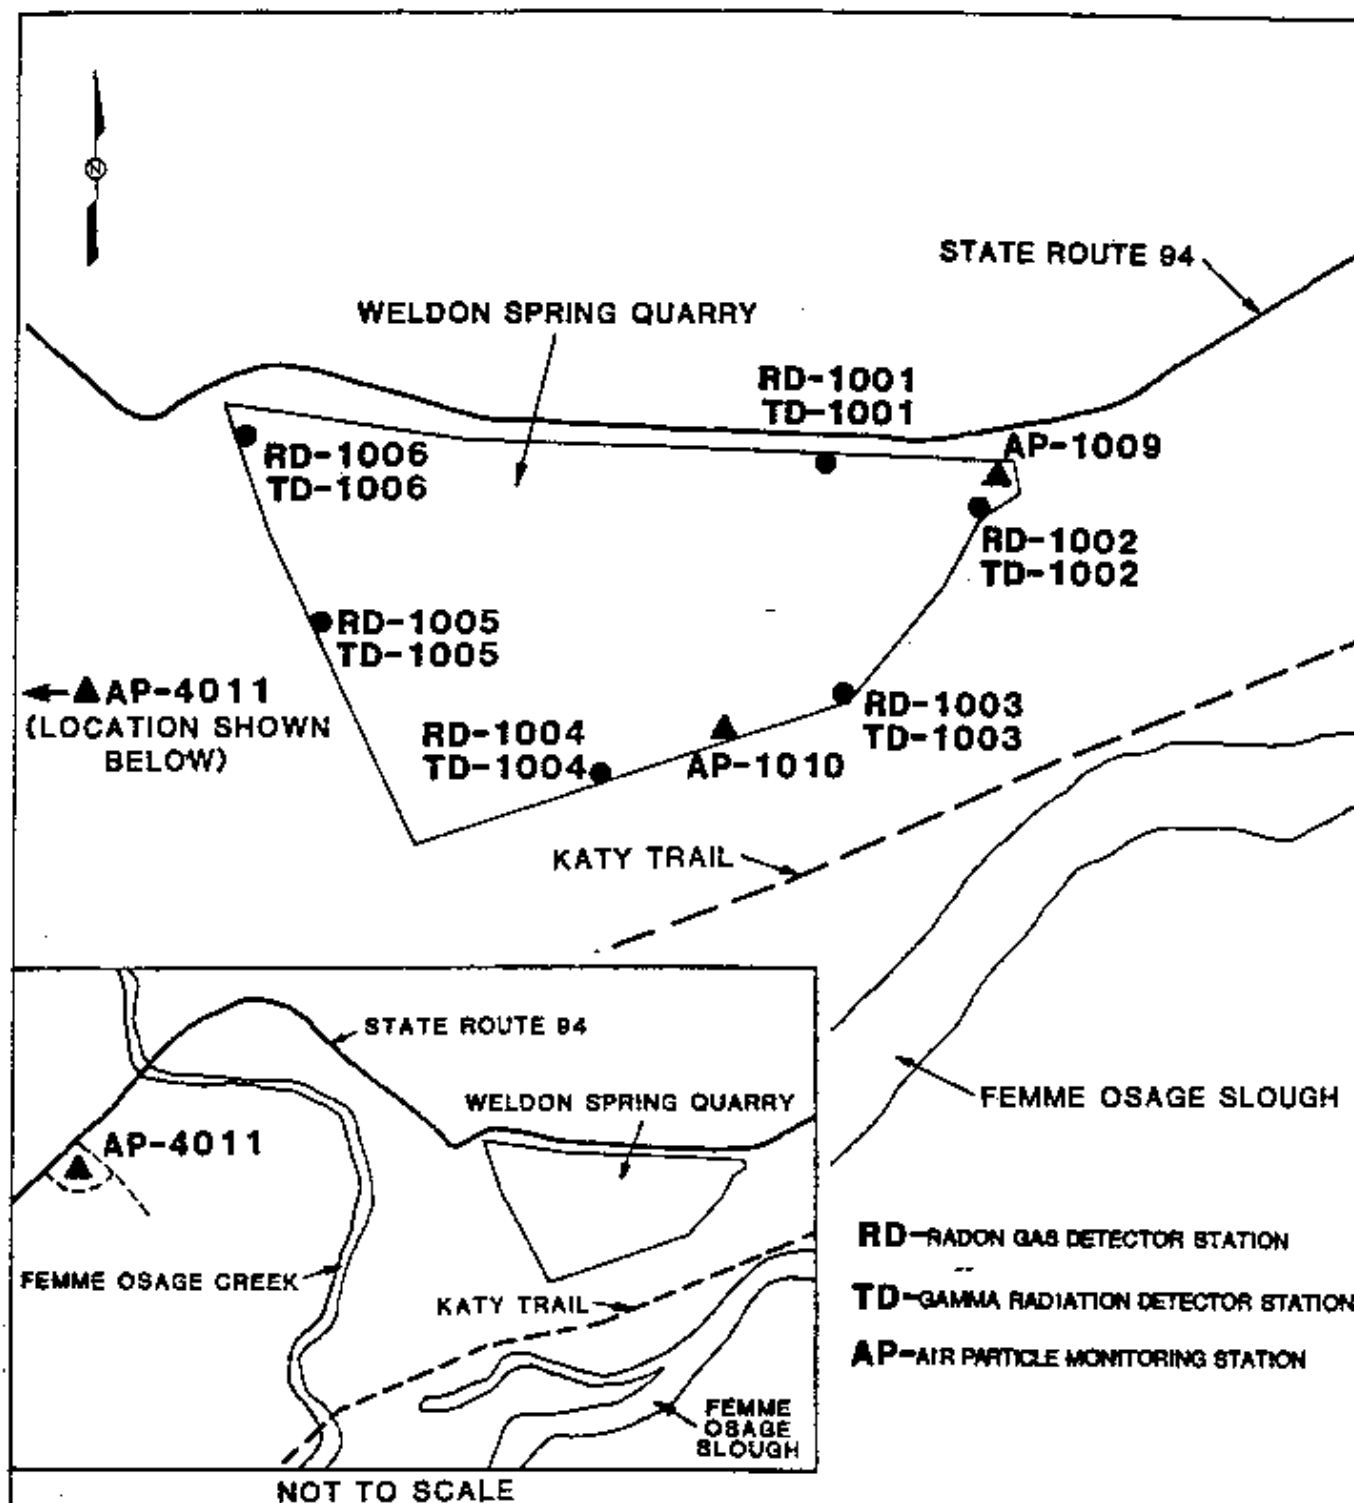 N
STATE ROUTE 94
WELDON SPRING QUARRY
RD-1001
TD-1001
AP-1009
RD-1006
TD-1006
RD-1002
TD-1002
RD-1005
TD-1005
AP-4011
(LOCATION SHOWN
BELOW)
RD-1003
TD-1003
RD-1004
TD-1004
AP-1010
KATY TRAIL
STATE ROUTE 94
WELDON SPRING QUARRY
AP-4011
FEMME OSAGE CREEK
KATY TRAIL
FEMME
OSAGE
SLOUGH
NOT TO SCALE
FEMME OSAGE SLOUGH
RD-RADON GAS DETECTOR STATION
TD-GAMMA RADIATION DETECTOR STATION
AP-AIR PARTICLE MONITORING STATION